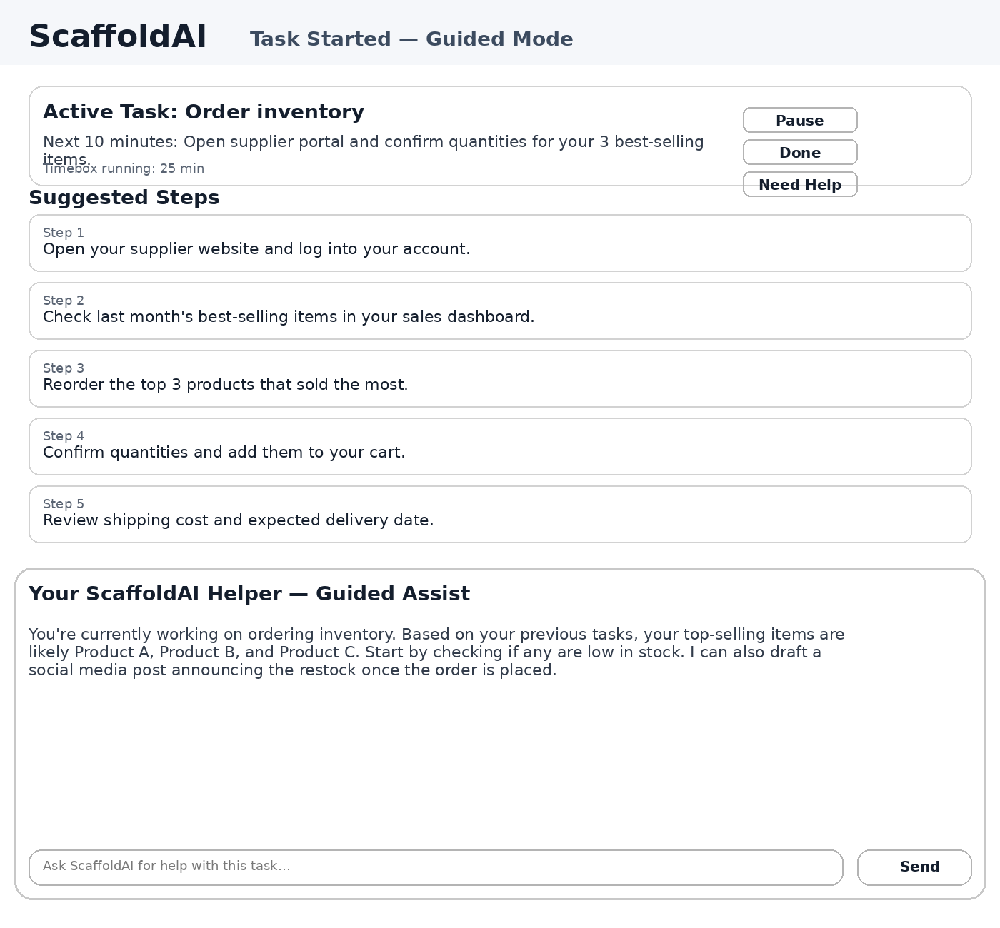 ScaffoldAI
Task Started — Guided Mode
Active Task: Order inventory
Next 10 minutes: Open supplier portal and confirm quantities for your 3 best-selling
items.
Timebox running: 25 min
Pause
Done
Need Help
Suggested Steps
Step 1
Open your supplier website and log into your account.
Step 2
Check last month's best-selling items in your sales dashboard.
Step 3
Reorder the top 3 products that sold the most.
Step 4
Confirm quantities and add them to your cart.
Step 5
Review shipping cost and expected delivery date.
Your ScaffoldAI Helper — Guided Assist
You're currently working on ordering inventory. Based on your previous tasks, your top-selling items are
likely Product A, Product B, and Product C. Start by checking if any are low in stock. I can also draft a
social media post announcing the restock once the order is placed.
Ask ScaffoldAI for help with this task...
Send